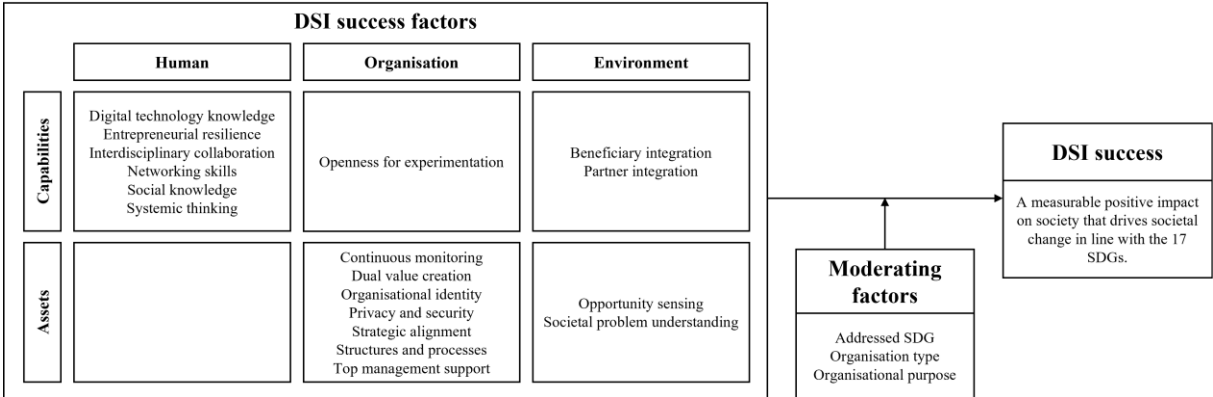 DSI success factors
Human
Organisation
Environment
Capabilities
Digital technology knowledge
Entrepreneurial resilience
Interdisciplinary collaboration
Networking skills
Social knowledge
Systemic thinking
Openness for experimentation
Beneficiary integration
Partner integration
Assets
Continuous monitoring
Dual value creation
Organisational identity
Privacy and security
Strategic alignment
Structures and processes
Top management support
Opportunity sensing
Societal problem understanding
Moderating
factors
Addressed SDG
Organisation type
Organisational purpose
DSI success
A measurable positive impact
on society that drives societal
change in line with the 17
SDGs.